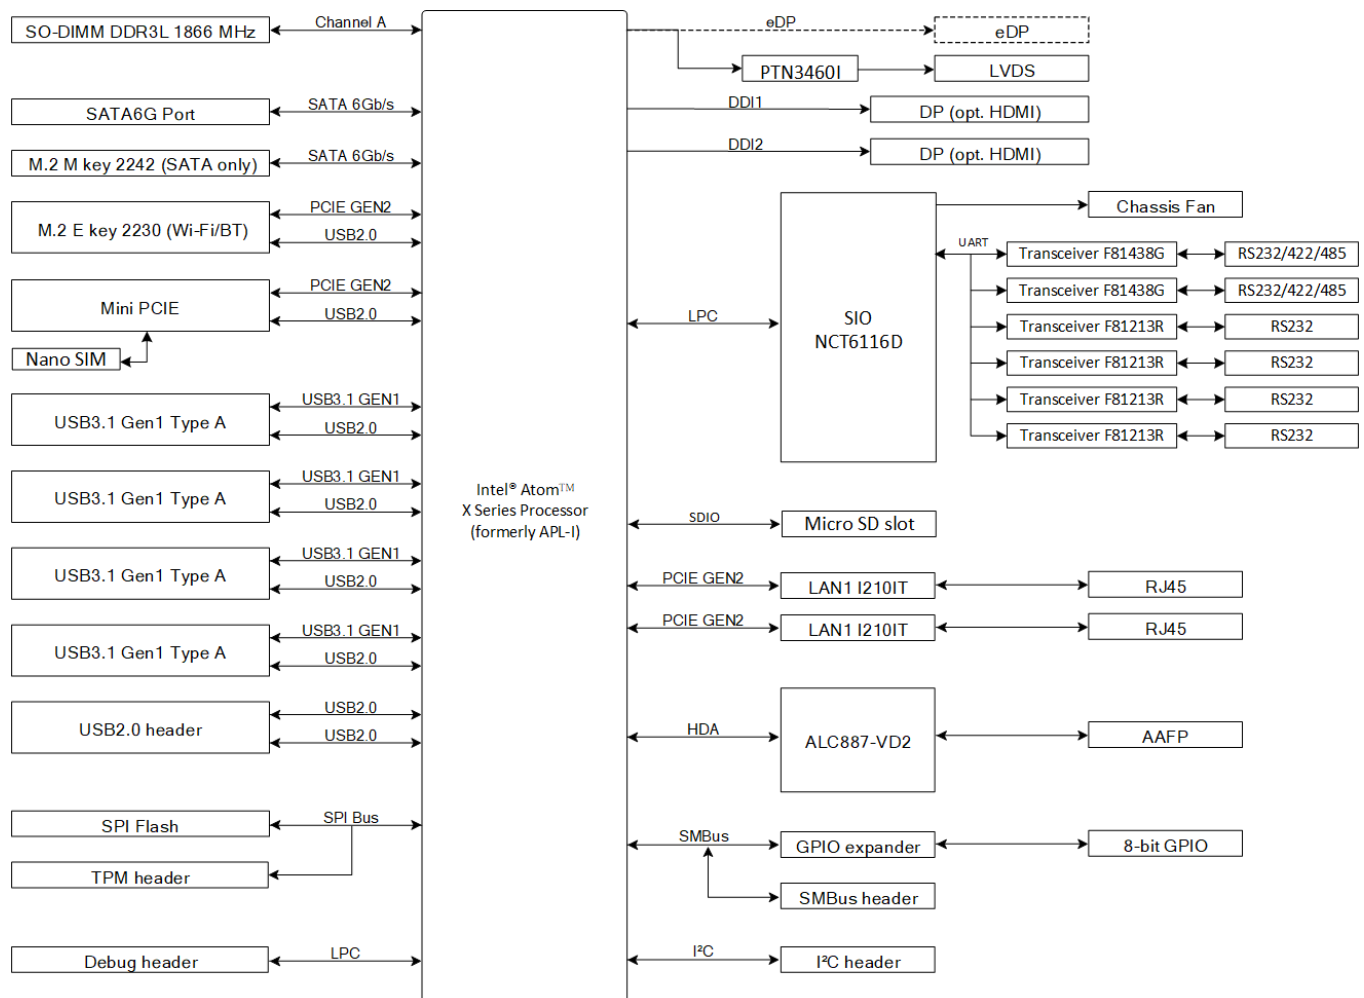 SO-DIMM DDR3L 1866 MHz
Channel A
SATA6G Port
SATA 6Gb/s
M.2 M key 2242 (SATA only)
SATA 6Gb/s
M.2 E key 2230 (Wi-Fi/BT)
PCIE GEN2
USB2.0
Mini PCIE
PCIE GEN2
USB2.0
Nano SIM
USB3.1 Gen1 Type A
USB3.1 GEN1
USB2.0
USB3.1 Gen1 Type A
USB3.1 GEN1
USB2.0
USB3.1 Gen1 Type A
USB3.1 GEN1
USB2.0
USB3.1 Gen1 Type A
USB3.1 GEN1
USB2.0
USB2.0 header
USB2.0
USB2.0
SPI Flash
SPI Bus
TPM header
Debug header
LPC
Intel® Atom™
X Series Processor
(formerly APL-I)
eDP
eDP
PTN3460I
LVDS
DDI1
DP (opt. HDMI)
DDI2
DP (opt. HDMI)
LPC
SIO
NCT6116D
Chassis Fan
UART
Transceiver F81438G
RS232/422/485
Transceiver F81438G
RS232/422/485
Transceiver F81213R
RS232
Transceiver F81213R
RS232
Transceiver F81213R
RS232
Transceiver F81213R
RS232
SDIO
Micro SD slot
PCIE GEN2
LAN1 I210IT
RJ45
PCIE GEN2
LAN1 I210IT
RJ45
HDA
ALC887-VD2
AAFP
SMBus
GPIO expander
8-bit GPIO
SMBus header
I²C
I²C header